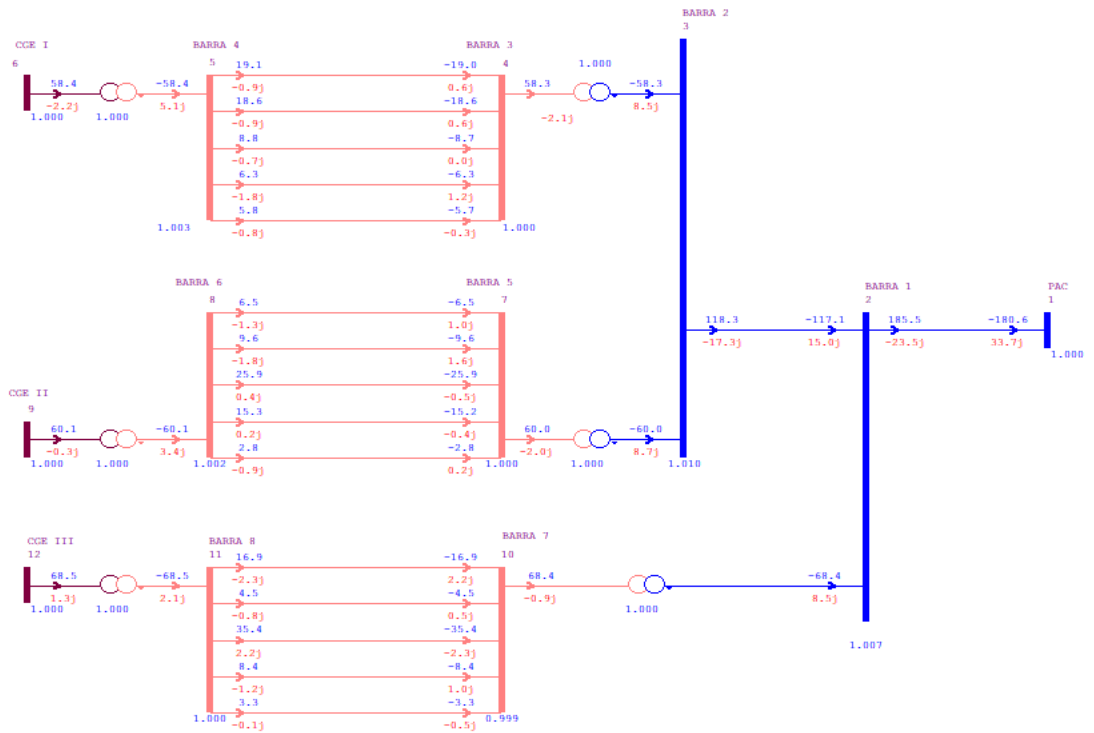 BARRA 2
3
CGE I
BARRA 4
BARRA 3
6
5
4
1.000
58.4
-58.4
19.1
-19.0
58.3
-58.3
-2.2j
5.1j
-0.9j
0.6j
-2.1j
8.5j
1.000
1.000
18.6
-18.6
-0.9j
0.6j
8.8
-8.7
-0.7j
0.0j
6.3
-6.3
-1.8j
1.2j
5.8
-5.7
1.003
-0.8j
-0.3j
1.000
BARRA 6
BARRA 5
BARRA 1
PAC
8
7
2
1
6.5
-6.5
-1.3j
1.0j
118.3
-117.1
185.5
-180.6
-17.3j
15.0j
-23.5j
33.7j
1.000
9.6
-9.6
-1.8j
1.6j
25.9
-25.9
0.4j
-0.5j
CGE II
9
15.3
-15.2
0.2j
-0.4j
60.1
-60.1
60.0
-60.0
-0.3j
3.4j
-2.0j
8.7j
2.8
-2.8
1.000
1.000
1.002
-0.9j
0.2j
1.000
1.000
1.010
CGE III
BARRA 8
BARRA 7
12
11
10
16.9
-16.9
-2.3j
2.2j
68.5
-68.5
68.4
-68.4
1.3j
2.1j
-0.9j
8.5j
1.000
1.000
4.5
-4.5
1.000
-0.8j
0.5j
35.4
-35.4
2.2j
-2.3j
1.007
8.4
-8.4
-1.2j
1.0j
3.3
-3.3
1.000
-0.1j
-0.5j
0.999